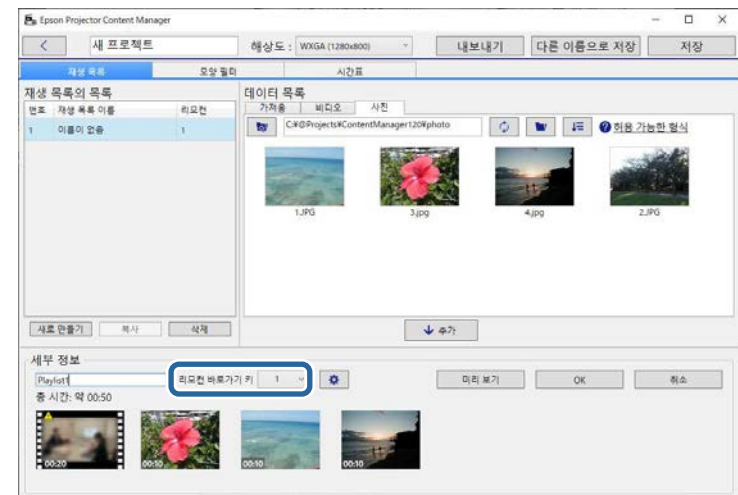 Epson Projector Content Manager
새 프로젝트
해상도 : WXGA (1280x800)
내보내기
다른 이름으로 저장
저장
재생 목록
모양 필터
시간표
재생 목록의 목록
번호 재생 목록 이름 리모컨
1 이름이 없음 1
새로 만들기
복사
삭제
데이터 목록
가져옴 비디오 사진
C:¥@Projects¥ContentManager120¥photo
허용 가능한 형식
1.JPG
3.jpg
4.jpg
2.JPG
추가
세부 정보
Playlist1
리모컨 바로가기 키 1
미리 보기
OK
취소
총 시간: 약 00:50
00:20
00:10
00:10
00:10